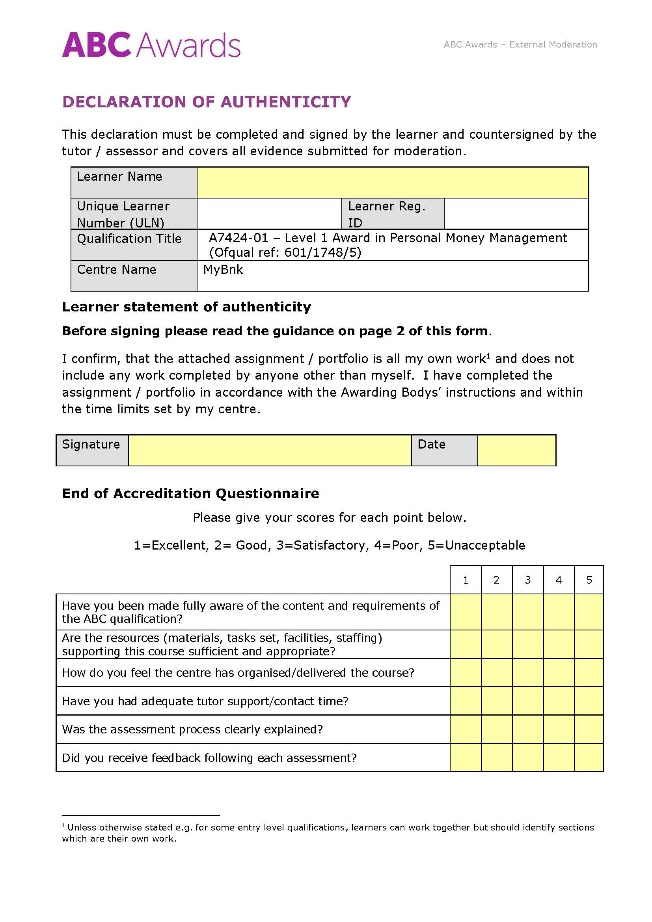 ABC Awards
ABC Awards – External Moderation
DECLARATION OF AUTHENTICITY
This declaration must be completed and signed by the learner and countersigned by the
tutor / assessor and covers all evidence submitted for moderation.
Learner Name
Unique Learner
Number (ULN)
Learner Reg.
ID
Qualification Title
A7424-01 – Level 1 Award in Personal Money Management
(Ofqual ref: 601/1748/5)
Centre Name
MyBnk
Learner statement of authenticity
Before signing please read the guidance on page 2 of this form.
I confirm, that the attached assignment / portfolio is all my own work¹ and does not
include any work completed by anyone other than myself.  I have completed the
assignment / portfolio in accordance with the Awarding Bodys’ instructions and within
the time limits set by my centre.
Signature
Date
End of Accreditation Questionnaire
Please give your scores for each point below.
1=Excellent, 2= Good, 3=Satisfactory, 4=Poor, 5=Unacceptable
1 2 3 4 5
Have you been made fully aware of the content and requirements of
the ABC qualification?
Are the resources (materials, tasks set, facilities, staffing)
supporting this course sufficient and appropriate?
How do you feel the centre has organised/delivered the course?
Have you had adequate tutor support/contact time?
Was the assessment process clearly explained?
Did you receive feedback following each assessment?
¹ Unless otherwise stated e.g. for some entry level qualifications, learners can work together but should identify sections
which are their own work.